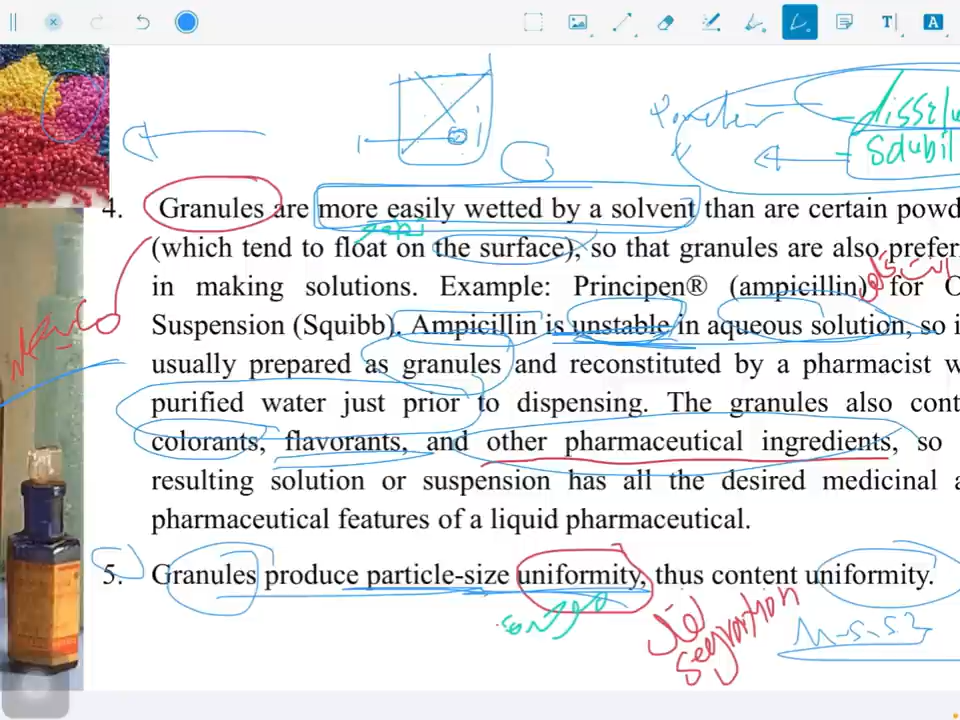 dissolu
Powder
Solubil
4. Granules are more easily wetted by a solvent than are certain powd
(which tend to float on the surface), so that granules are also prefer
in making solutions. Example: Principen® (ampicillin) for O
Suspension (Squibb). Ampicillin is unstable in aqueous solution, so i
usually prepared as granules and reconstituted by a pharmacist w
purified water just prior to dispensing. The granules also cont
colorants, flavorants, and other pharmaceutical ingredients, so
resulting solution or suspension has all the desired medicinal a
pharmaceutical features of a liquid pharmaceutical.
5. Granules produce particle-size uniformity, thus content uniformity.